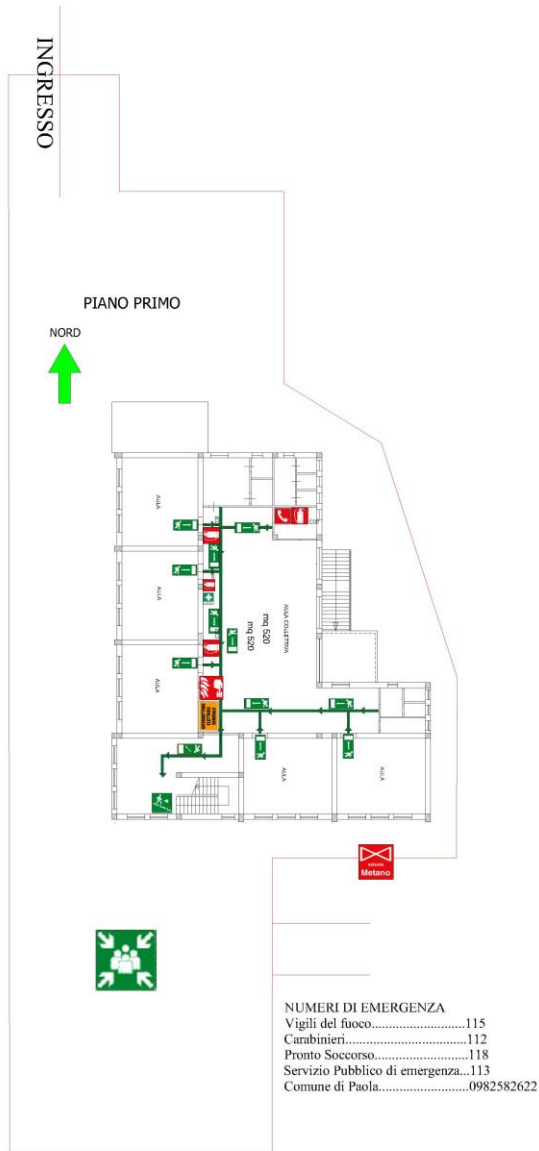 INGRESSO
PIANO PRIMO
NORD
AULA
AULA
AULA COLLETTIVA
mq 520
mq 520
AULA
AULA
AULA
valvola
Metano
NUMERI DI EMERGENZA
Vigili del fuoco.........................115
Carabinieri.................................112
Pronto Soccorso.........................118
Servizio Pubblico di emergenza...113
Comune di Paola.......................0982582622